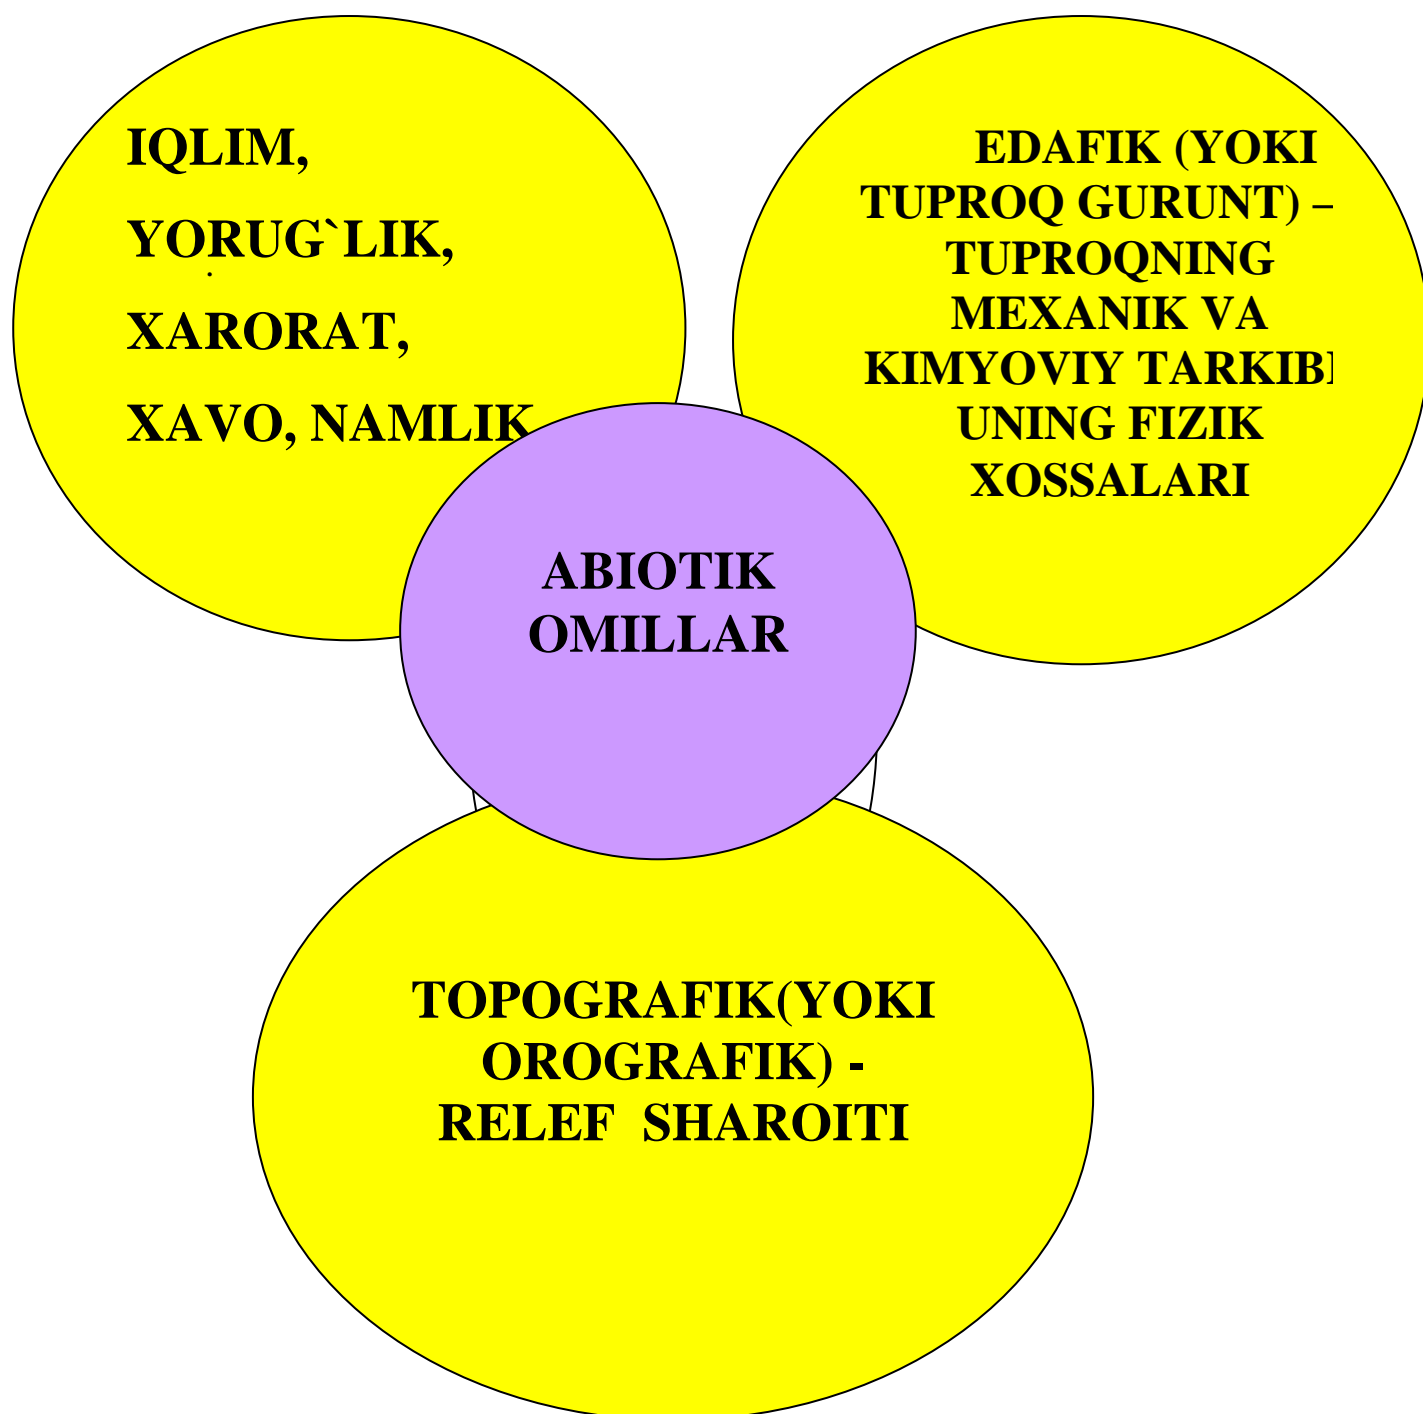 IQLIM,
YORUG`LIK,
XARORAT,
XAVO, NAMLIK
EDAFIK (YOKI
TUPROQ GURUNT) –
TUPROQNING
MEXANIK VA
KIMYOVIY TARKIBI
UNING FIZIK
XOSSALARI
ABIOTIK
OMILLAR
TOPOGRAFIK(YOKI
OROGRAFIK) -
RELEF SHAROITI